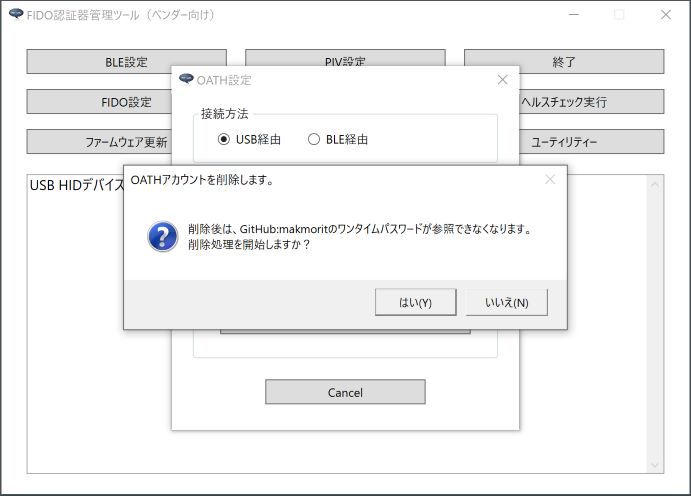 FIDO認証器管理ツール（ベンダー向け）
BLE設定
PIV設定
終了
FIDO設定
ヘルスチェック実行
ファームウェア更新
ユーティリティー
USB HIDデバイス
OATH設定
接続方法
USB経由
BLE経由
OATHアカウントを削除します。
削除後は、GitHub:makmoritのワンタイムパスワードが参照できなくなります。
削除処理を開始しますか？
はい(Y)
いいえ(N)
Cancel